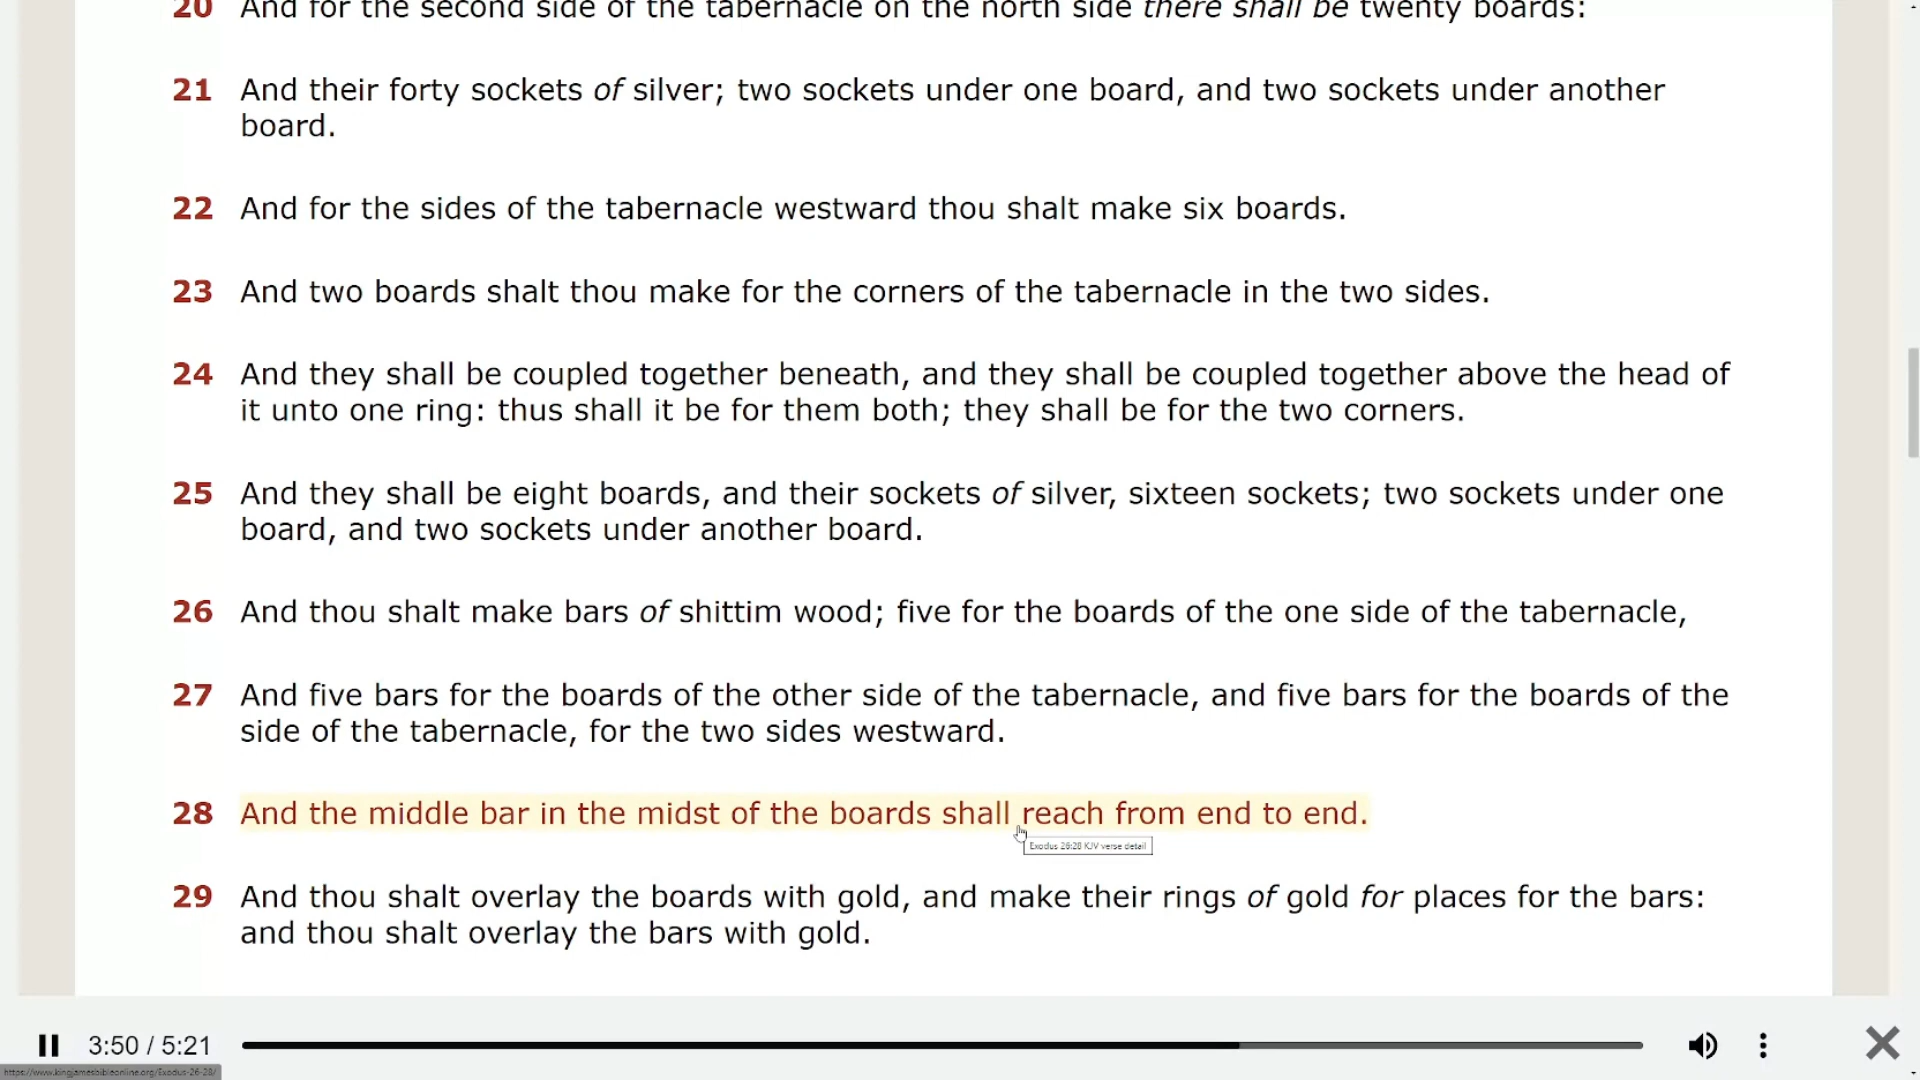 20 And for the second side of the tabernacle on the north side there shall be twenty boards:
21 And their forty sockets of silver; two sockets under one board, and two sockets under another
board.
22 And for the sides of the tabernacle westward thou shalt make six boards.
23 And two boards shalt thou make for the corners of the tabernacle in the two sides.
24 And they shall be coupled together beneath, and they shall be coupled together above the head of
it unto one ring: thus shall it be for them both; they shall be for the two corners.
25 And they shall be eight boards, and their sockets of silver, sixteen sockets; two sockets under one
board, and two sockets under another board.
26 And thou shalt make bars of shittim wood; five for the boards of the one side of the tabernacle,
27 And five bars for the boards of the other side of the tabernacle, and five bars for the boards of the
side of the tabernacle, for the two sides westward.
28 And the middle bar in the midst of the boards shall reach from end to end.
Exodus 26:28 KJV verse detail
29 And thou shalt overlay the boards with gold, and make their rings of gold for places for the bars:
and thou shalt overlay the bars with gold.
3:50 / 5:21
https://www.kingjamesbibleonline.org/Exodus-26-28/